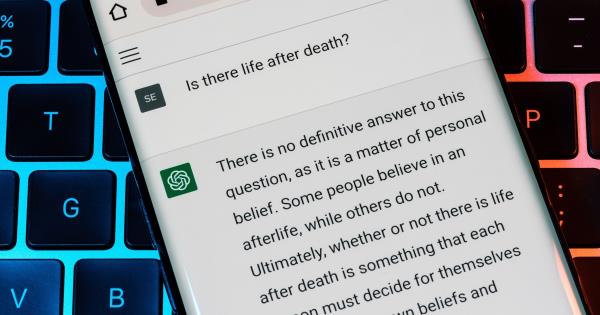 %
5
T
G
V
B
P
-
:
;
SE
Is there life after death?
There is no definitive answer to this
question, as it is a matter of personal
belief. Some people believe in an
afterlife, while others do not.
Ultimately, whether or not there is life
after death is something that each
on must decide for themselves
wn beliefs and